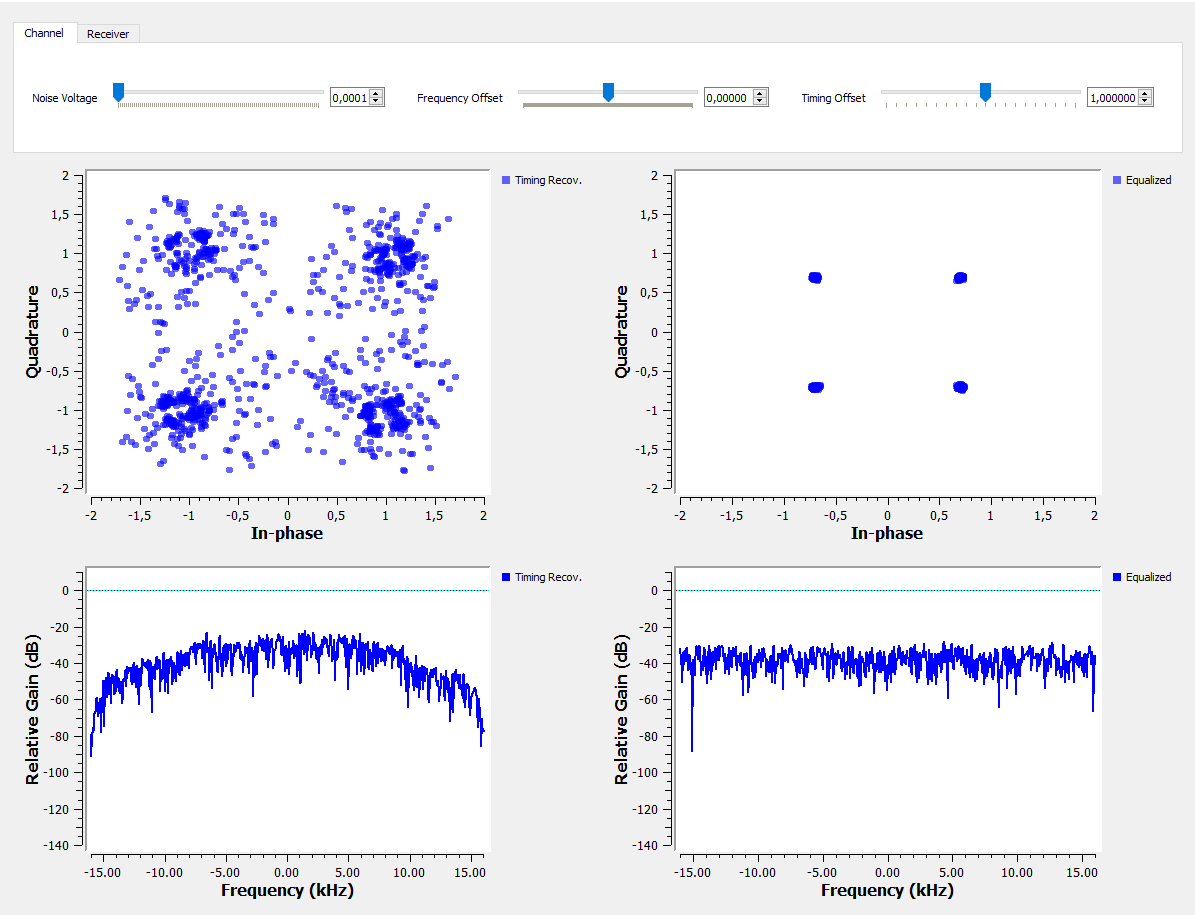 Channel Receiver
Noise Voltage 0,0001 Frequency Offset 0,00000 Timing Offset 1,000000
Timing Recov.
2
1,5
1
0,5
0
-0,5
-1
-1,5
-2
Quadrature
-2 -1,5 -1 -0,5 0 0,5 1 1,5 2
In-phase
Equalized
2
1,5
1
0,5
0
-0,5
-1
-1,5
-2
Quadrature
-2 -1,5 -1 -0,5 0 0,5 1 1,5 2
In-phase
Timing Recov.
0
-20
-40
-60
-80
-100
-120
-140
Relative Gain (dB)
-15.00 -10.00 -5.00 0.00 5.00 10.00 15.00
Frequency (kHz)
Equalized
0
-20
-40
-60
-80
-100
-120
-140
Relative Gain (dB)
-15.00 -10.00 -5.00 0.00 5.00 10.00 15.00
Frequency (kHz)